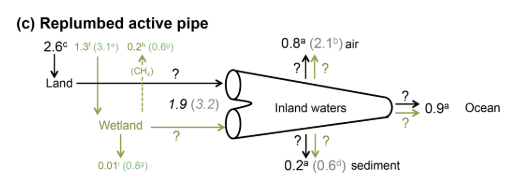 (c) Replumbed active pipe
2.6ᶜ 1.3ᶠ (3.1ᵉ) 0.2ʰ (0.6ᵍ) 0.8ᵃ (2.1ᵇ) air
(CH₄) ? ? ?
Land ?
1.9 (3.2) Inland waters ? 0.9ᵃ Ocean
Wetland ? ?
? ?
0.01ⁱ (0.8ᵍ) 0.2ᵃ (0.6ᵈ) sediment